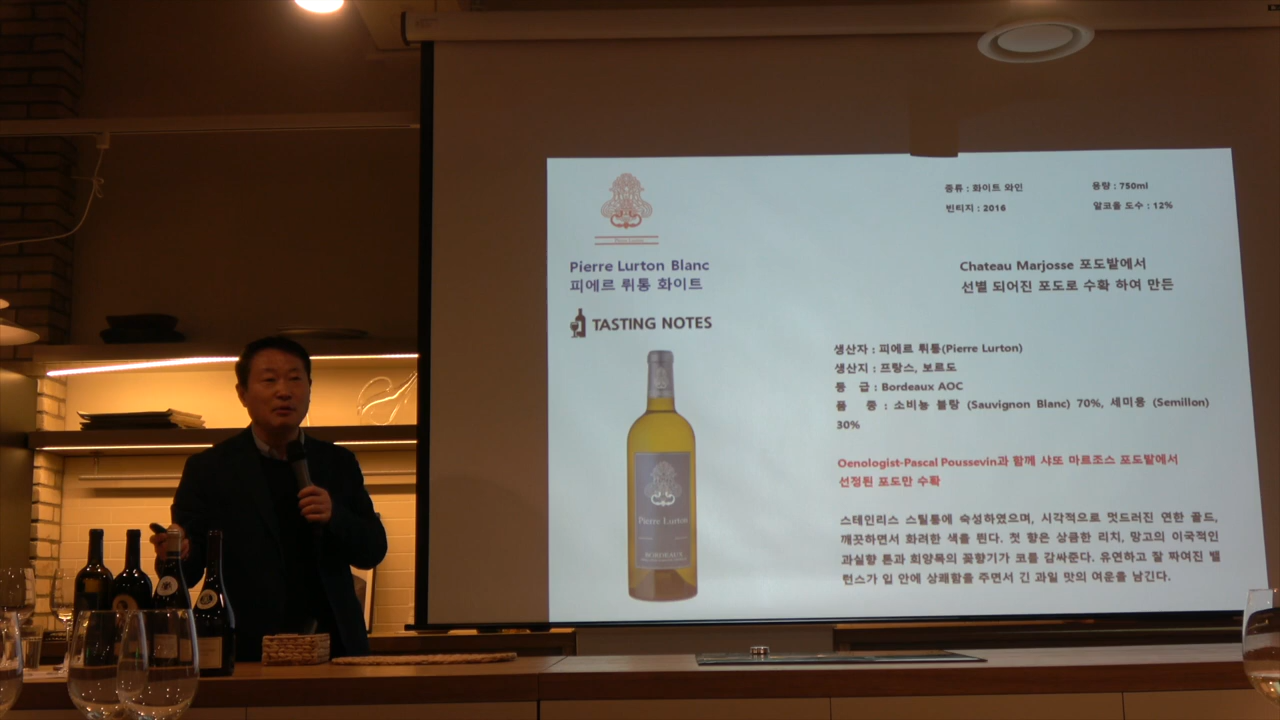 종류 : 화이트 와인
용량 : 750ml
빈티지 : 2016
알코올 도수 : 12%
Pierre Lurton Blanc
피에르 뤼통 화이트
Chateau Marjosse 포도밭에서
선별 되어진 포도로 수확 하여 만든
TASTING NOTES
생산자 : 피에르 뤼통(Pierre Lurton)
생산지 : 프랑스, 보르도
등 급 : Bordeaux AOC
품 종 : 소비뇽 블랑 (Sauvignon Blanc) 70%, 세미용 (Semillon)
30%
Oenologist-Pascal Poussevin과 함께 샤또 마르조스 포도밭에서
선정된 포도만 수확
스테인리스 스틸통에 숙성하였으며, 시각적으로 멋드러진 연한 골드,
깨끗하면서 화려한 색을 띈다. 첫 향은 상큼한 리치, 망고의 이국적인
과실향 톤과 회양목의 꽃향기가 코를 감싸준다. 유연하고 잘 짜여진 밸
런스가 입 안에 상쾌함을 주면서 긴 과일 맛의 여운을 남긴다.
Pierre Lurton
BORDEAUX